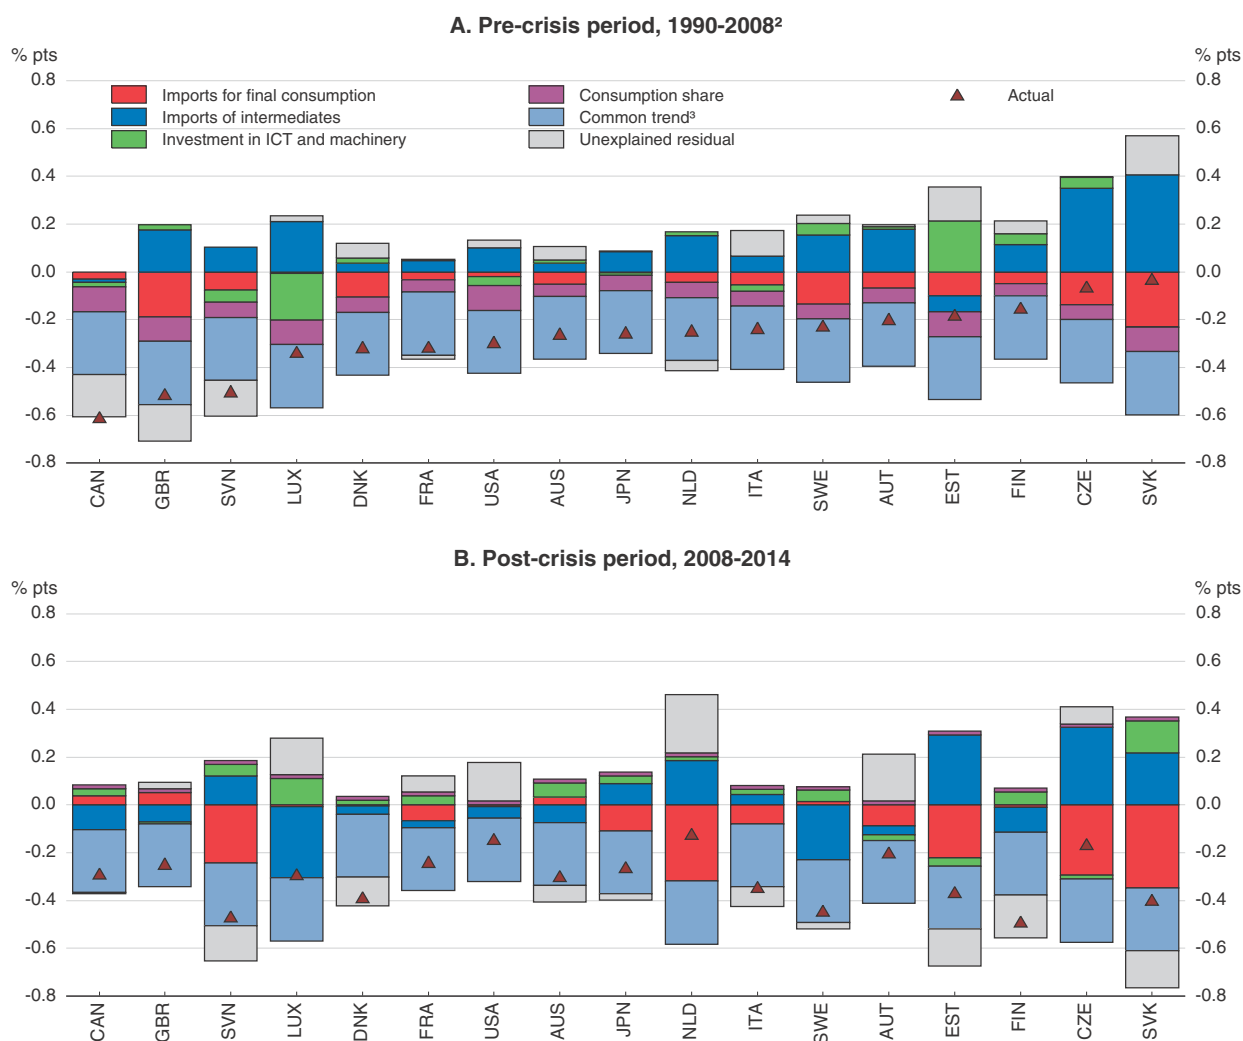 A. Pre-crisis period, 1990-2008²
% pts % pts
0.8 0.8
Imports for final consumption Consumption share Actual
Imports of intermediates Common trend³
0.6 0.6
Investment in ICT and machinery Unexplained residual
0.4 0.4
0.2 0.2
0.0 0.0
-0.2 -0.2
-0.4 -0.4
-0.6 -0.6
-0.8 -0.8
CAN GBR SVN LUX DNK FRA USA AUS JPN NLD ITA SWE AUT EST FIN CZE SVK
B. Post-crisis period, 2008-2014
% pts % pts
0.8 0.8
0.6 0.6
0.4 0.4
0.2 0.2
0.0 0.0
-0.2 -0.2
-0.4 -0.4
-0.6 -0.6
-0.8 -0.8
CAN GBR SVN LUX DNK FRA USA AUS JPN NLD ITA SWE AUT EST FIN CZE SVK